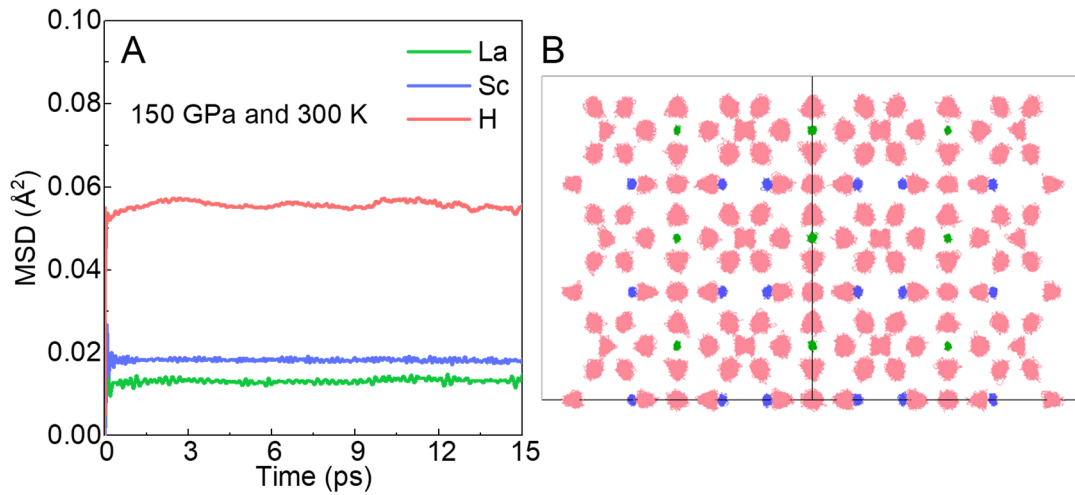 A
B
150 GPa and 300 K
La
Sc
H
MSD (Å²)
0.10
0.08
0.06
0.04
0.02
0.00
0 3 6 9 12 15
Time (ps)